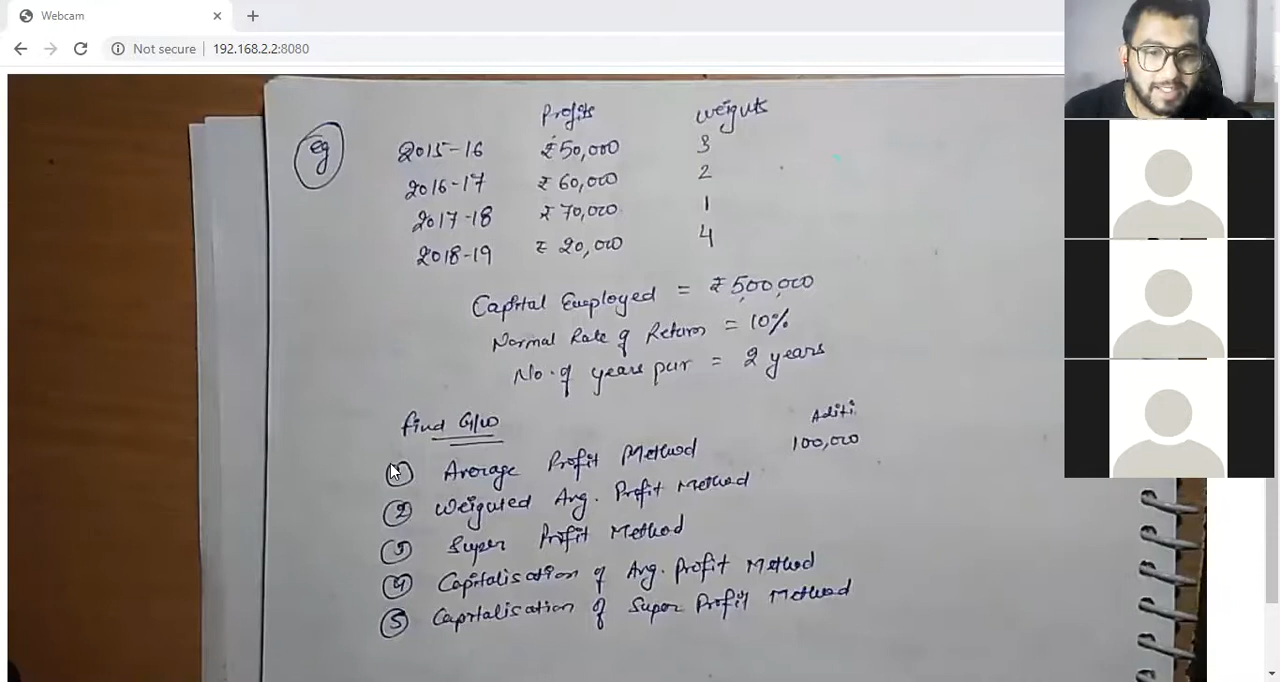 Webcam
Not secure 192.168.2.2:8080
Profits weights
eg 2015-16 ₹50,000 3
2016-17 ₹60,000 2
2017-18 ₹70,000 1
2018-19 ₹20,000 4
Capital Employed = ₹5,00,000
Normal Rate of Return = 10%
No. of years pur = 2 years
find G/W
Aditi
① Average Profit Method 100,000
② Weighted Avg. Profit Method
③ Super Profit Method
④ Capitalisation of Avg. Profit Method
⑤ Capitalisation of Super Profit Method